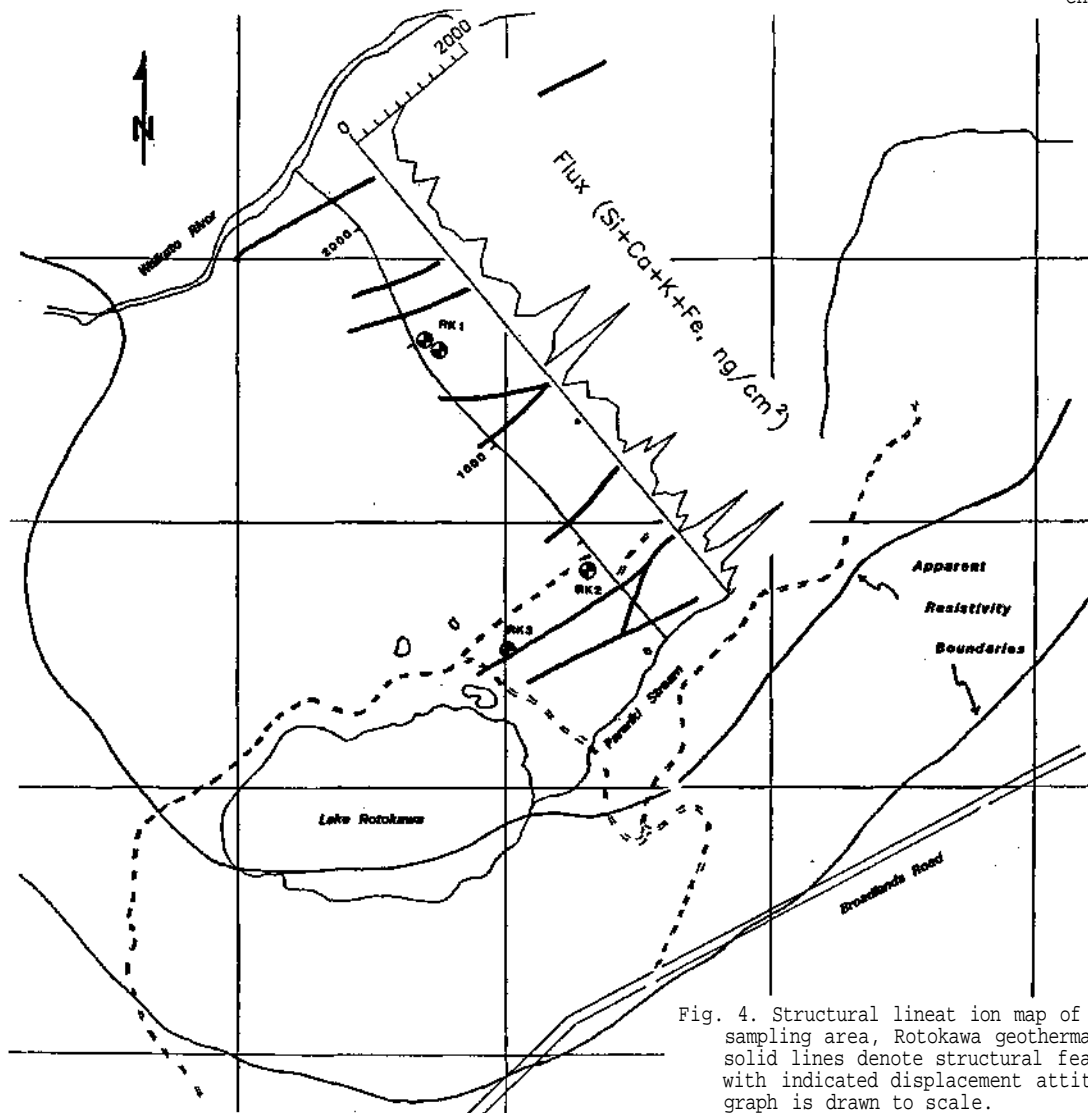 en
2000
0
N
Flux (Si+Ca+K+Fe, ng/cm²)
Waikato River
2000
RK1
1000
RK2
RK3
Apparent
Resistivity
Boundaries
Parariki Stream
Lake Rotokawa
Broadlands Road
Fig. 4. Structural lineat ion map of
sampling area, Rotokawa geotherma
solid lines denote structural fea
with indicated displacement attit
graph is drawn to scale.